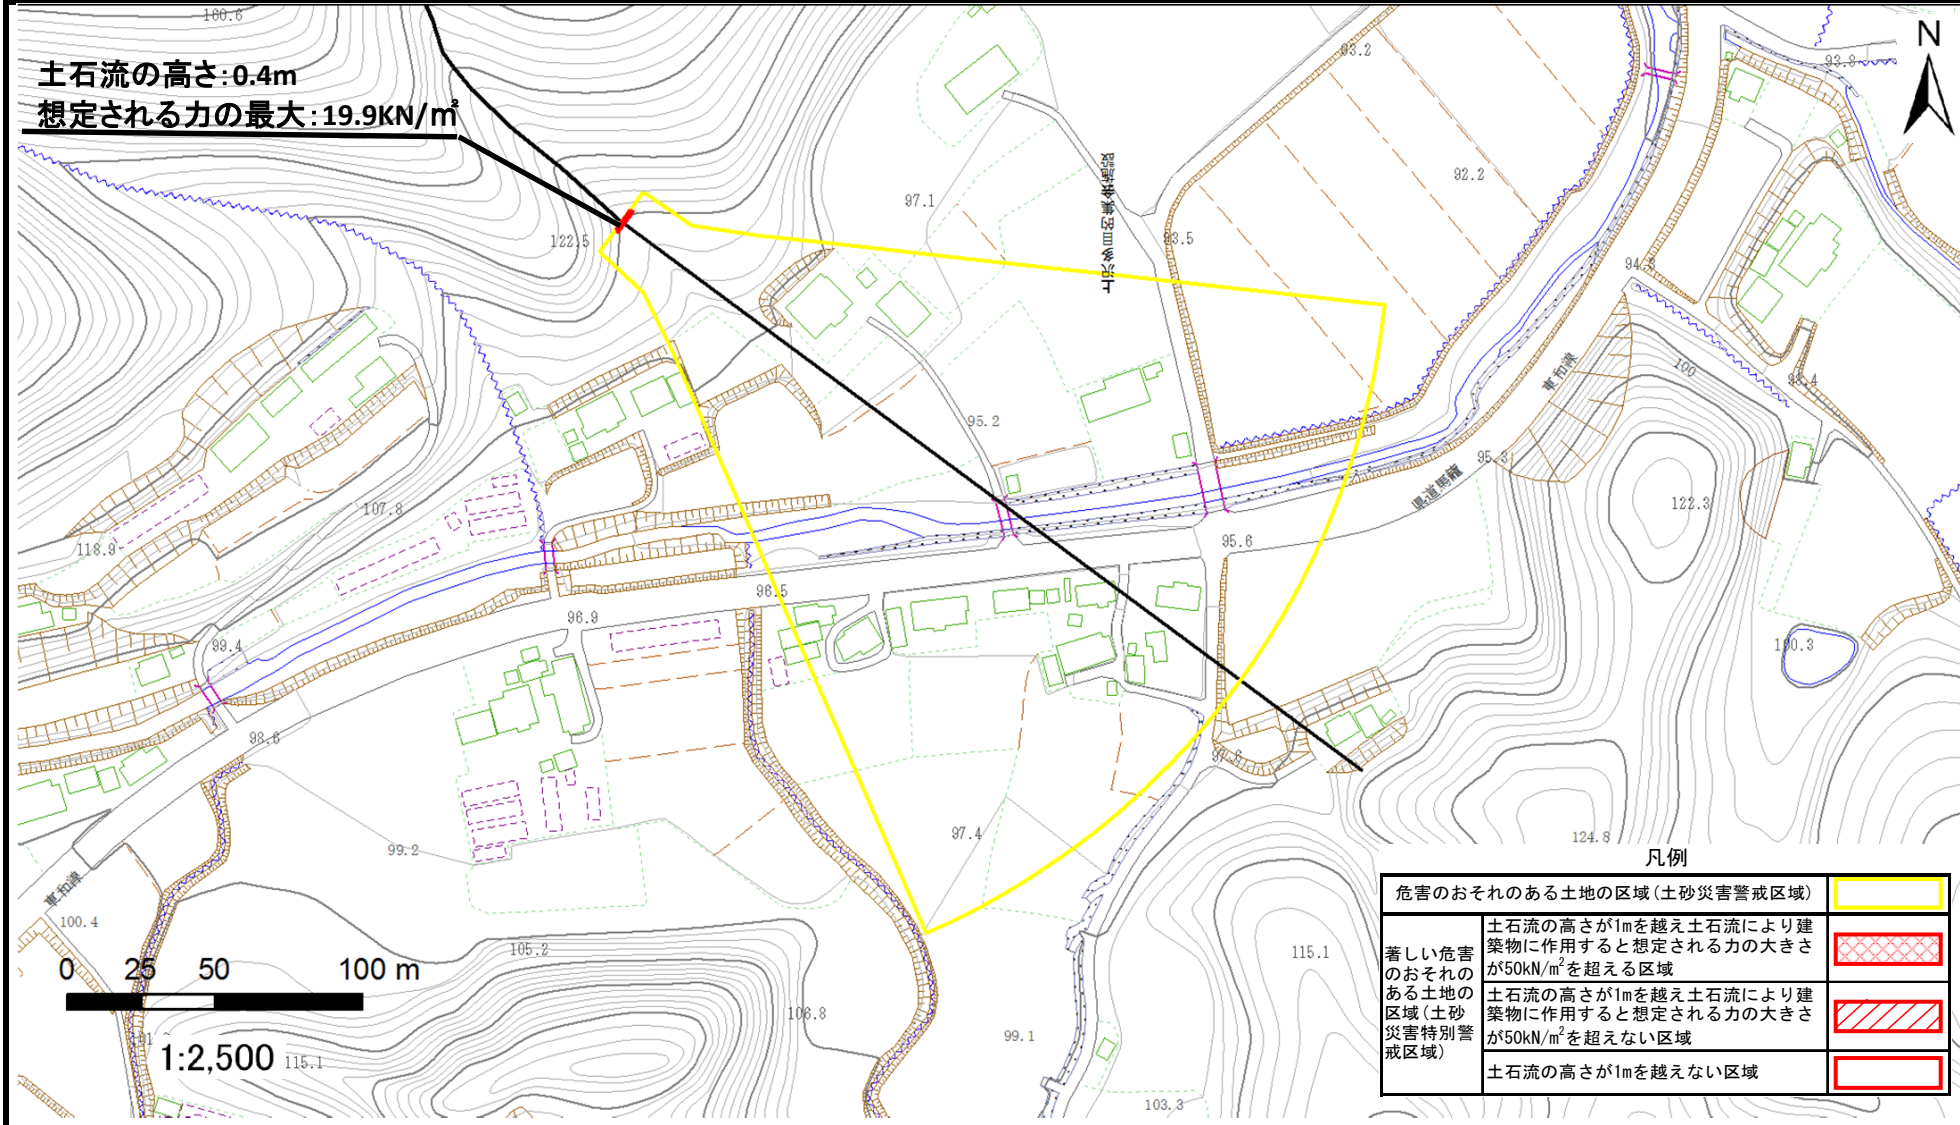 160.6
土石流の高さ:0.4m
想定される力の最大:19.9KN/㎡
N
93.2
93.8
97.1
92.2
122.5
上沢多目的集会施設
93.5
東和線
100
98.4
95.2
95.3
県道馬籠
122.3
107.8
118.9
95.6
96.5
96.9
99.4
100.3
98.6
97.6
97.4
99.2
124.8
東和線
100.4
105.2
115.1
106.8
99.1
103.3
115.1
0 25 50 100 m
1:2,500
凡例
危害のおそれのある土地の区域(土砂災害警戒区域)
著しい危害
のおそれの
ある土地の
区域(土砂
災害特別警
戒区域)
土石流の高さが1mを越え土石流により建
築物に作用すると想定される力の大きさ
が50kN/m²を超える区域
土石流の高さが1mを越え土石流により建
築物に作用すると想定される力の大きさ
が50kN/m²を超えない区域
土石流の高さが1mを越えない区域